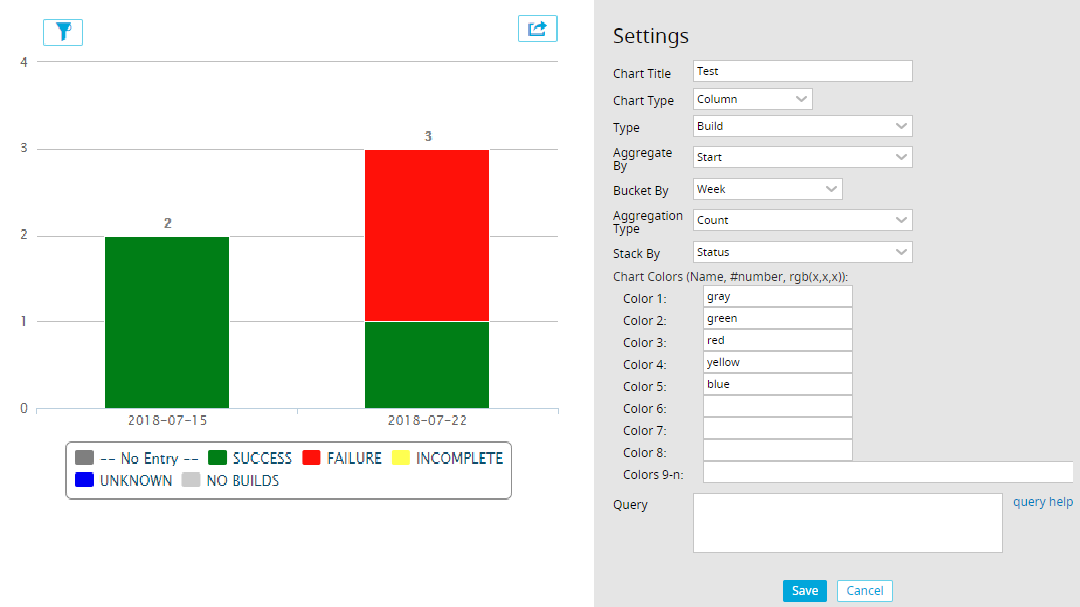 4
3
2
1
0
2
3
2018-07-15
2018-07-22
-- No Entry -- SUCCESS FAILURE INCOMPLETE
UNKNOWN NO BUILDS
Settings
Chart Title Test
Chart Type Column
Type Build
Aggregate
By Start
Bucket By Week
Aggregation
Type Count
Stack By Status
Chart Colors (Name, #number, rgb(x,x,x)):
Color 1: gray
Color 2: green
Color 3: red
Color 4: yellow
Color 5: blue
Color 6:
Color 7:
Color 8:
Colors 9-n:
Query query help
Save Cancel